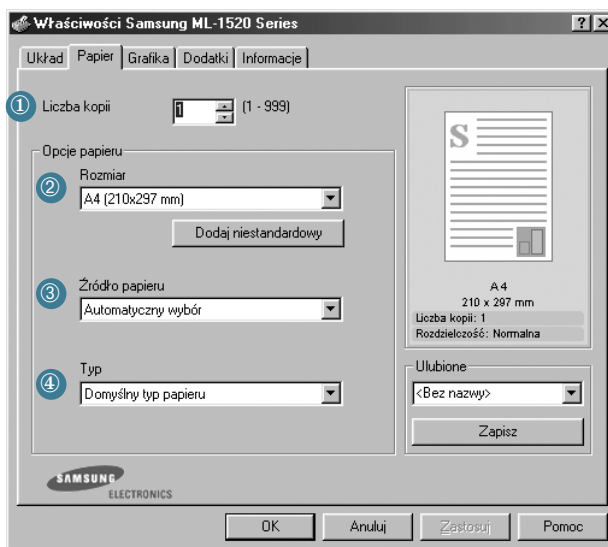 Właściwości Samsung ML-1520 Series
Układ Papier Grafika Dodatki Informacje
1 Liczba kopii 1 (1 - 999)
Opcje papieru
2 Rozmiar
A4 (210x297 mm)
Dodaj niestandardowy
3 Źródło papieru
Automatyczny wybór
4 Typ
Domyślny typ papieru
S
A4
210 x 297 mm
Liczba kopii: 1
Rozdzielczość: Normalna
Ulubione
<Bez nazwy>
Zapisz
SAMSUNG
ELECTRONICS
OK Anuluj Zastosuj Pomoc